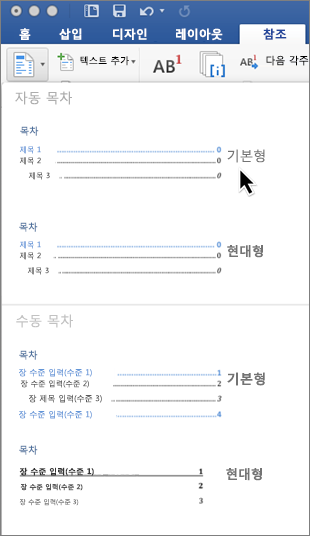 홈 삽입 디자인 레이아웃 참조
텍스트 추가 AB1 [i] AB 다음 각주
자동 목차
목차
제목 1 0
제목 2 0
제목 3 0
기본형
목차
제목 1 0
제목 2 0
제목 3 0
현대형
수동 목차
목차
장 수준 입력(수준 1) 1
장 수준 입력(수준 2) 2
장 제목 입력(수준 3) 3
장 수준 입력(수준 1) 4
기본형
목차
장 수준 입력(수준 1) 1
장 수준 입력(수준 2) 2
장 수준 입력(수준 3) 3
현대형